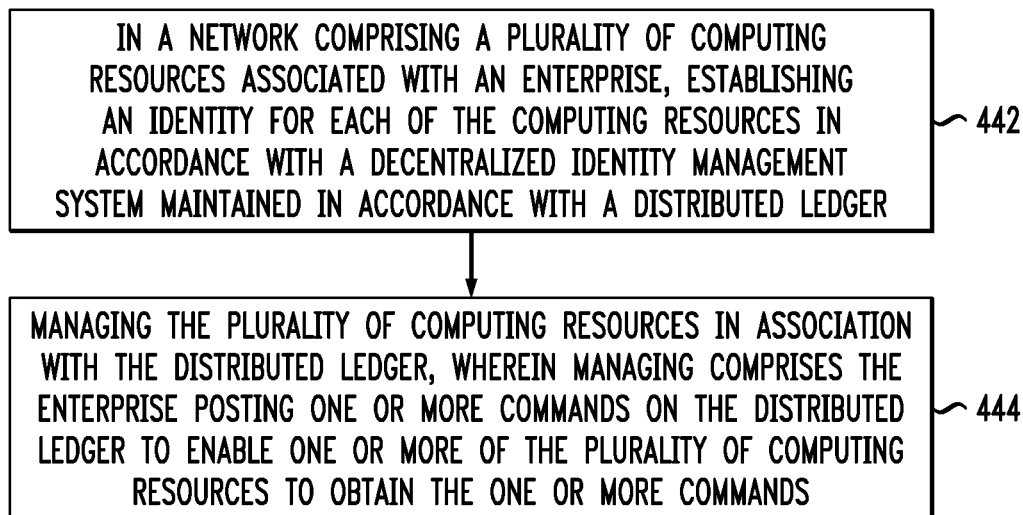 IN A NETWORK COMPRISING A PLURALITY OF COMPUTING
RESOURCES ASSOCIATED WITH AN ENTERPRISE, ESTABLISHING
AN IDENTITY FOR EACH OF THE COMPUTING RESOURCES IN
ACCORDANCE WITH A DECENTRALIZED IDENTITY MANAGEMENT
SYSTEM MAINTAINED IN ACCORDANCE WITH A DISTRIBUTED LEDGER
442
MANAGING THE PLURALITY OF COMPUTING RESOURCES IN ASSOCIATION
WITH THE DISTRIBUTED LEDGER, WHEREIN MANAGING COMPRISES THE
ENTERPRISE POSTING ONE OR MORE COMMANDS ON THE DISTRIBUTED
LEDGER TO ENABLE ONE OR MORE OF THE PLURALITY OF COMPUTING
RESOURCES TO OBTAIN THE ONE OR MORE COMMANDS
444